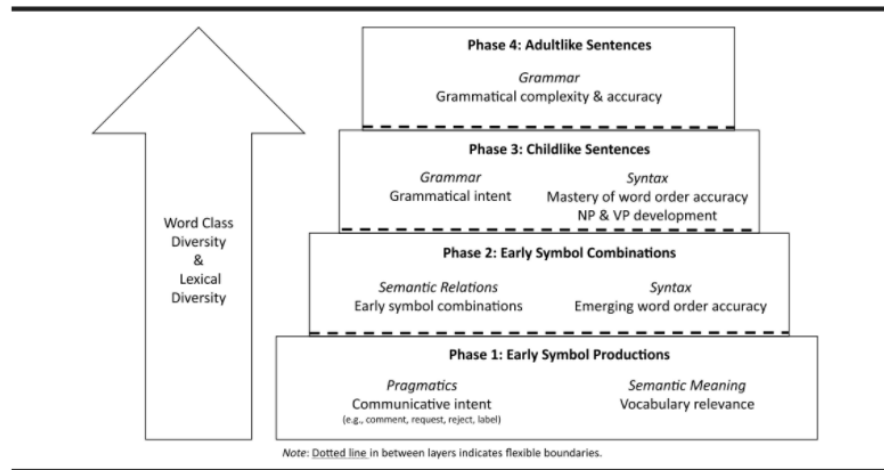 Phase 4: Adultlike Sentences
Grammar
Grammatical complexity & accuracy
Phase 3: Childlike Sentences
Grammar
Grammatical intent
Syntax
Mastery of word order accuracy
NP & VP development
Word Class
Diversity
&
Lexical
Diversity
Phase 2: Early Symbol Combinations
Semantic Relations
Early symbol combinations
Syntax
Emerging word order accuracy
Phase 1: Early Symbol Productions
Pragmatics
Communicative intent
(e.g., comment, request, reject, label)
Semantic Meaning
Vocabulary relevance
Note: Dotted line in between layers indicates flexible boundaries.